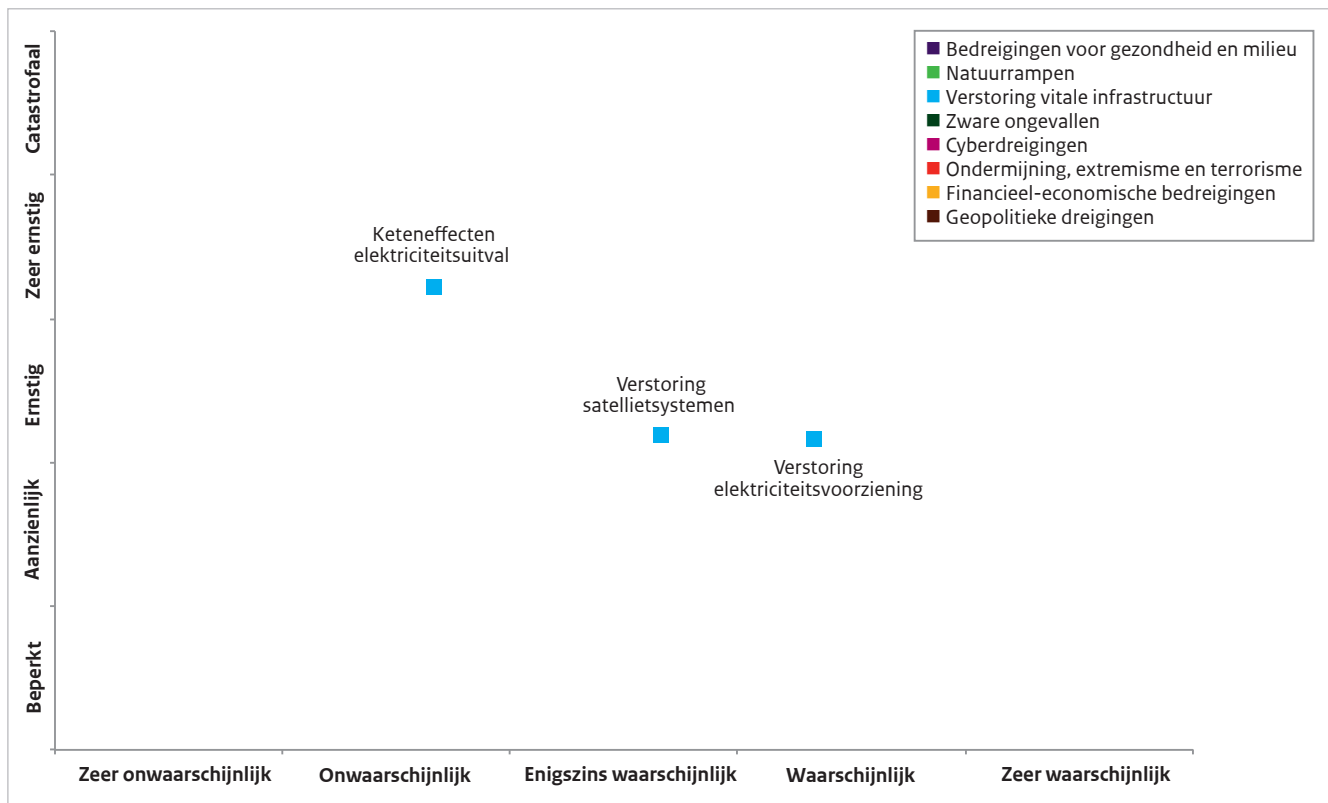 Catastrofaal
Zeer ernstig
Ernstig
Aanzienlijk
Beperkt
Bedreigingen voor gezondheid en milieu
Natuurrampen
Verstoring vitale infrastructuur
Zware ongevallen
Cyberdreigingen
Ondermijning, extremisme en terrorisme
Financieel-economische bedreigingen
Geopolitieke dreigingen
Keteneffecten
elektriciteitsuitval
Verstoring
satellietsystemen
Verstoring
elektriciteitsvoorziening
Zeer onwaarschijnlijk
Onwaarschijnlijk
Enigszins waarschijnlijk
Waarschijnlijk
Zeer waarschijnlijk